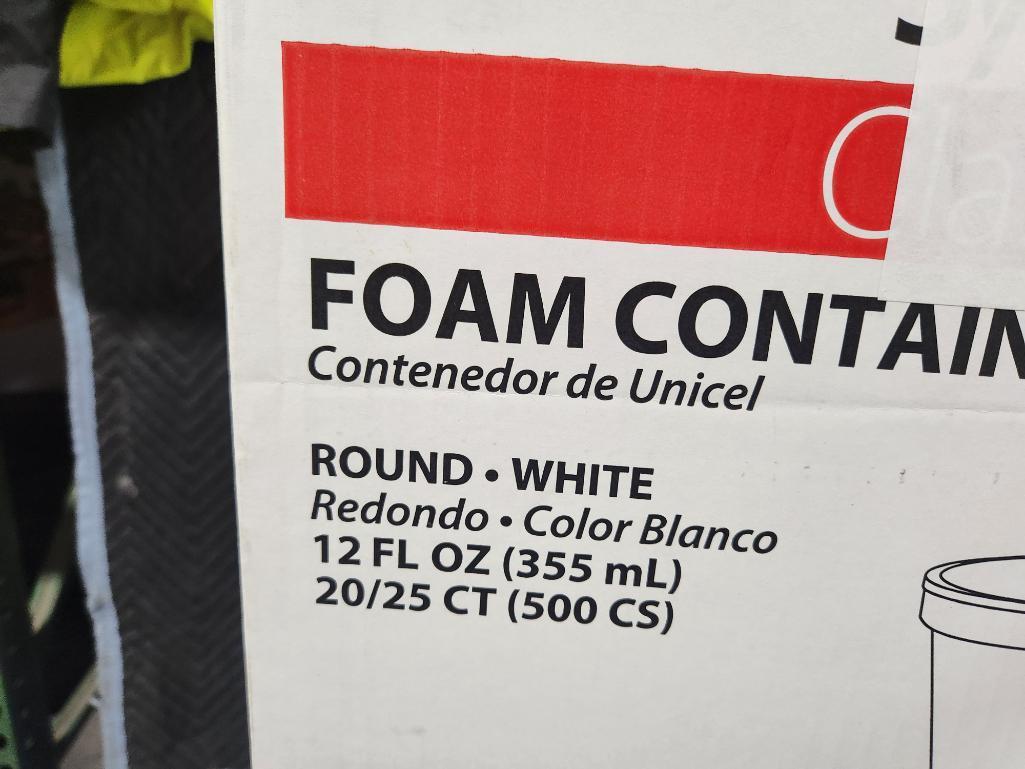 FOAM CONTAIN
Contenedor de Unicel
ROUND • WHITE
Redondo • Color Blanco
12 FL OZ (355 mL)
20/25 CT (500 CS)